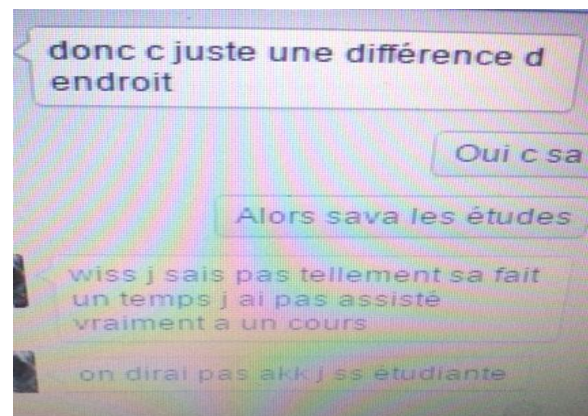 donc c juste une différence d
endroit
Oui c sa
Alors sava les études
wiss j sais pas tellement sa fait
un temps j ai pas assisté
vraiment a un cours
on dirai pas akk j ss étudiante